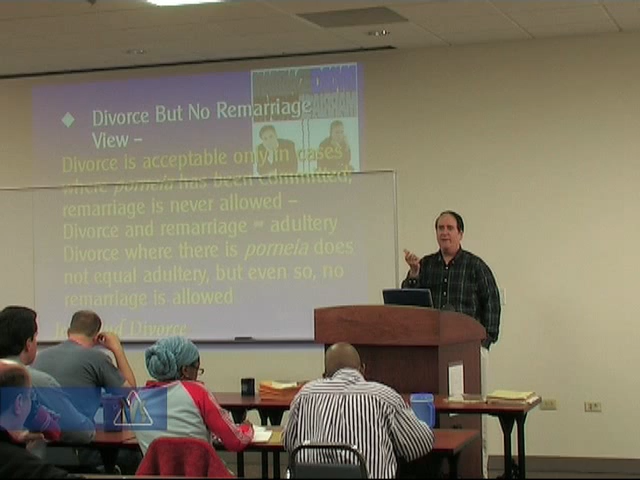 ◆ Divorce But No Remarriage
View –
Divorce is acceptable only in cases
where porneia has been committed;
remarriage is never allowed –
Divorce and remarriage = adultery
Divorce where there is porneia does
not equal adultery, but even so, no
remarriage is allowed
and Divorce